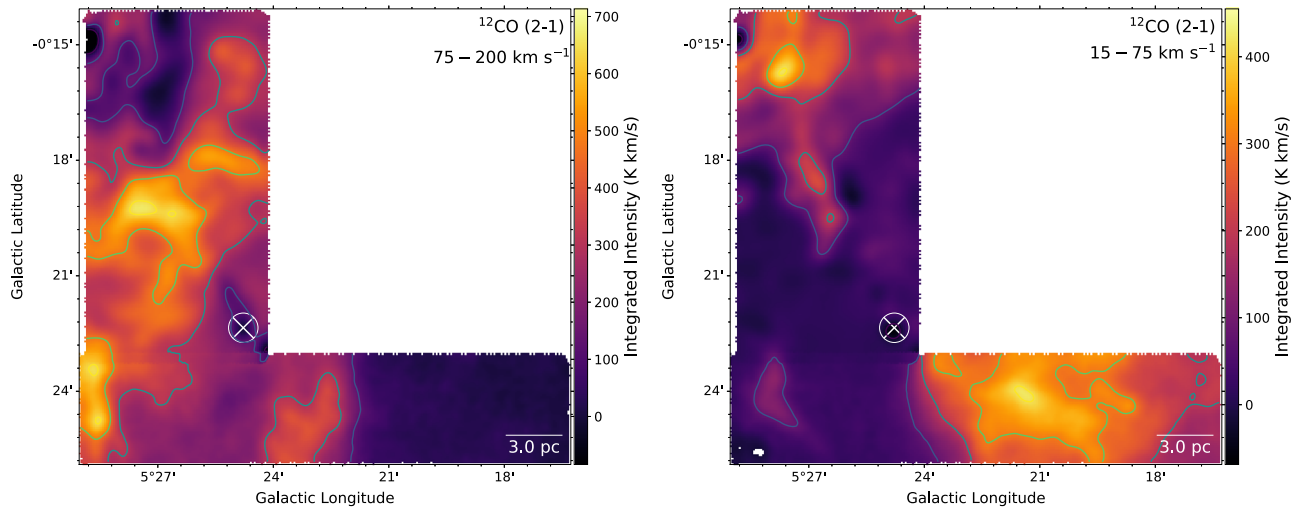 ¹²CO (2-1)
75 − 200 km s⁻¹
-0°15'
18'
21'
24'
Galactic Latitude
5°27'
24'
21'
18'
Galactic Longitude
3.0 pc
700
600
500
400
300
200
100
0
Integrated Intensity (K km/s)
¹²CO (2-1)
15 − 75 km s⁻¹
-0°15'
18'
21'
24'
Galactic Latitude
5°27'
24'
21'
18'
Galactic Longitude
3.0 pc
400
300
200
100
0
Integrated Intensity (K km/s)